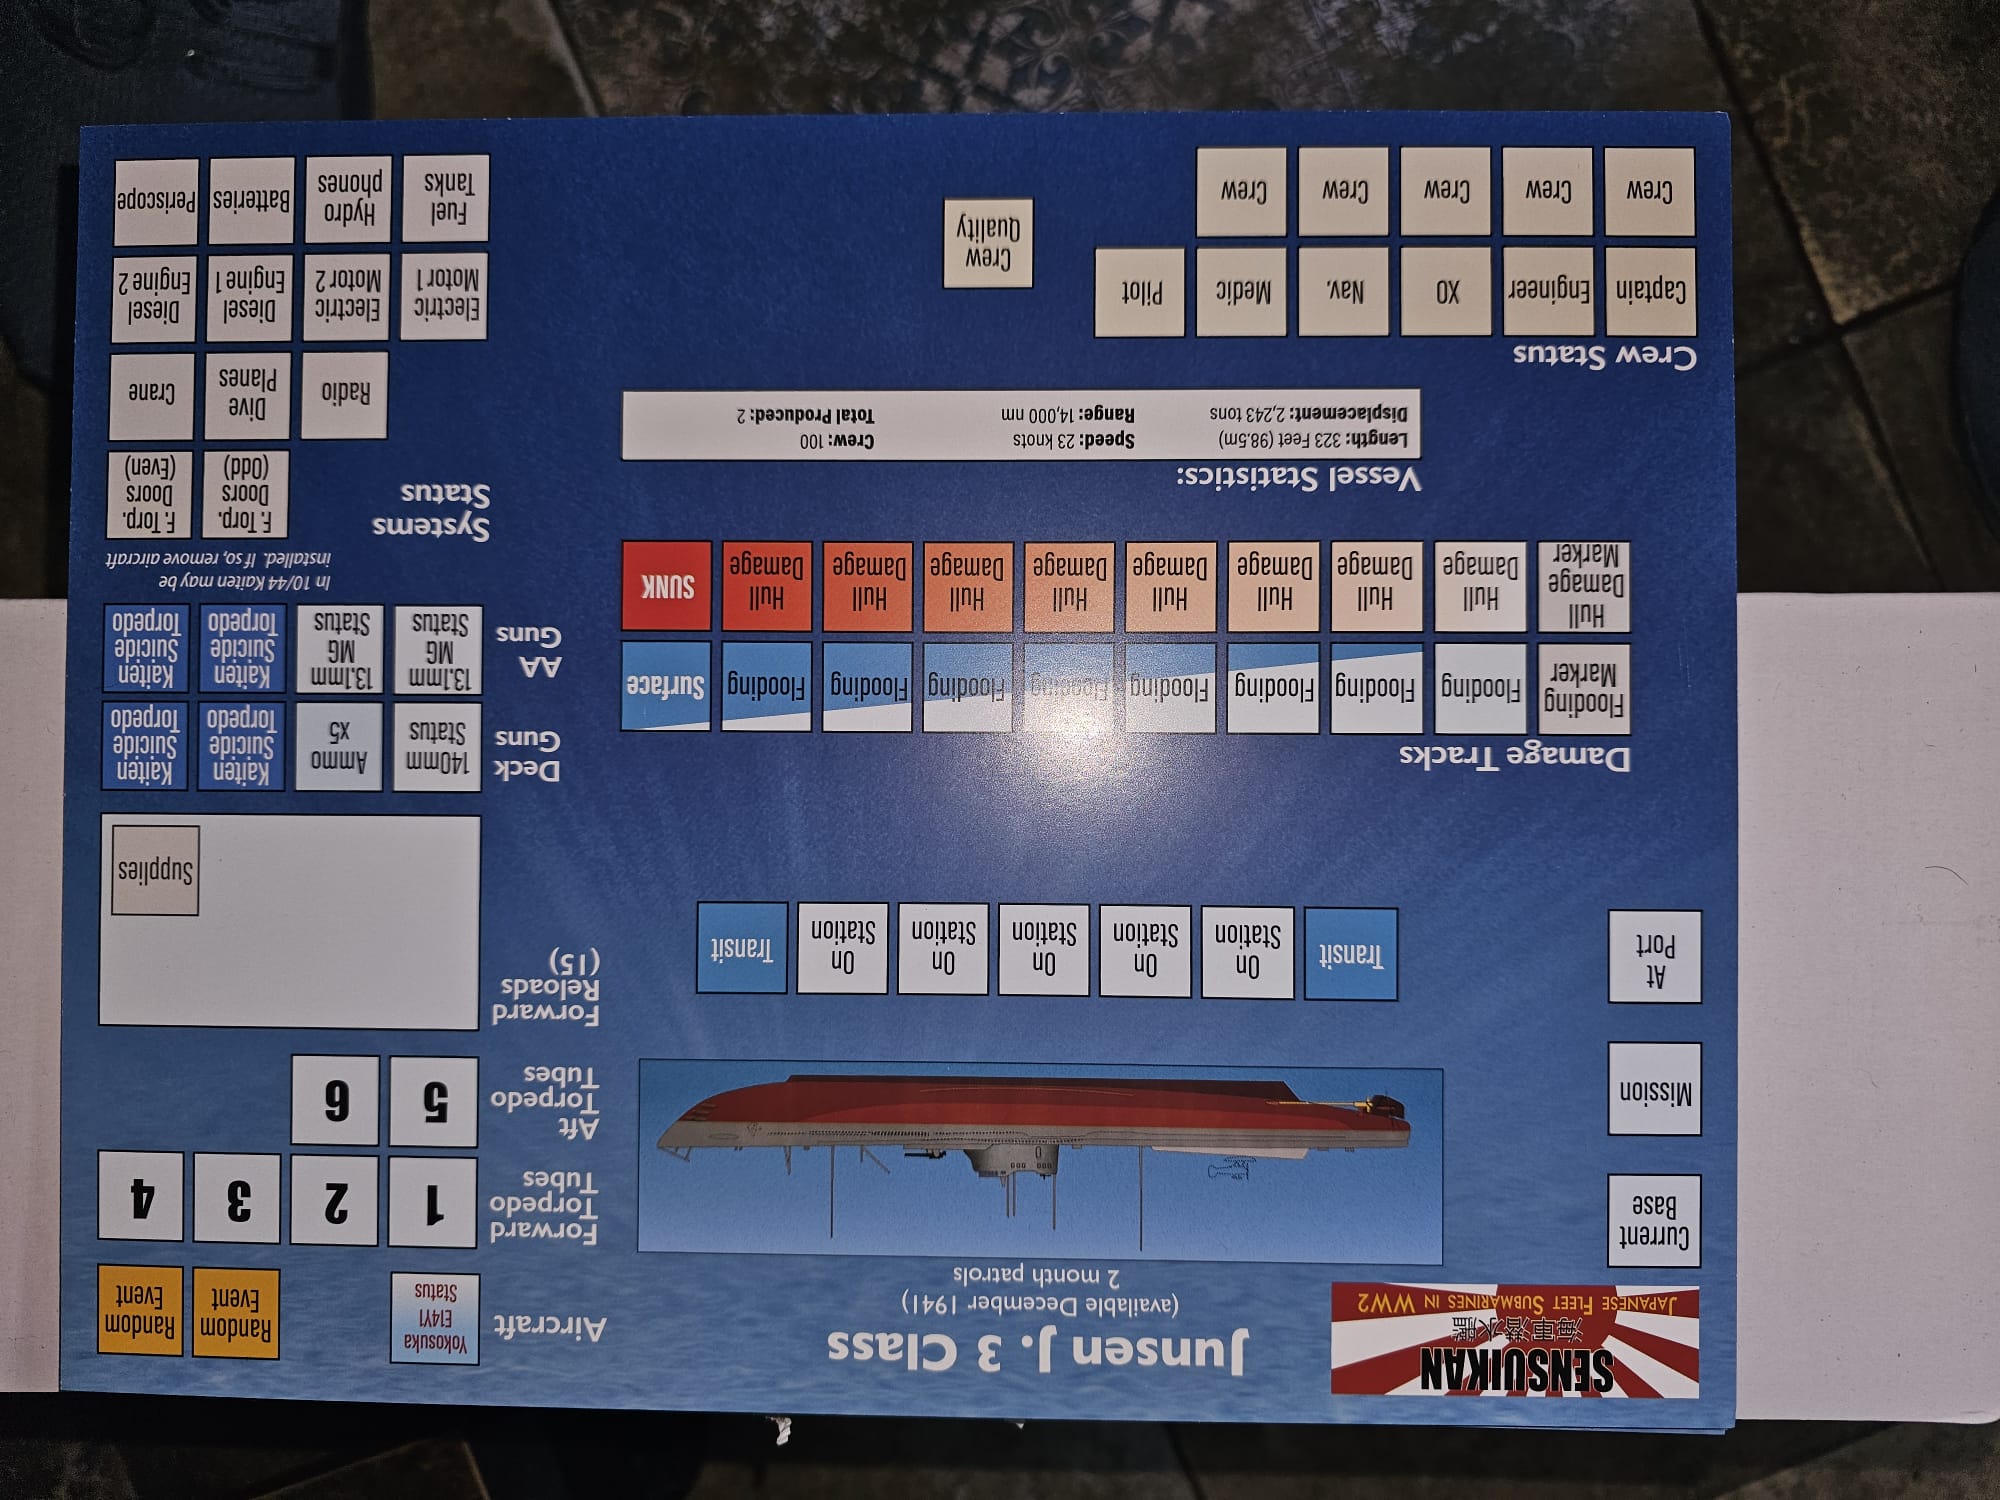 SENSUIKAN
海軍潜水艦
JAPANESE FLEET SUBMARINES IN WW2
Junsen J. 3 Class
(available December 1941)
2 month patrols
Aircraft
Yokosuka
E14Y1
Status
Random
Event
Random
Event
Current
Base
Mission
At
Port
Forward
Torpedo
Tubes
1
2
3
4
Aft
Torpedo
Tubes
5
6
Transit
On
Station
On
Station
On
Station
On
Station
On
Station
Transit
Forward
Reloads
(15)
Supplies
Damage Tracks
Flooding
Marker
Flooding
Flooding
Flooding
Flooding
Flooding
Flooding
Flooding
Flooding
Surface
Hull
Damage
Marker
Hull
Damage
Hull
Damage
Hull
Damage
Hull
Damage
Hull
Damage
Hull
Damage
Hull
Damage
Hull
Damage
SUNK
Deck
Guns
140mm
Status
Ammo
x5
Kaiten
Suicide
Torpedo
Kaiten
Suicide
Torpedo
AA
Guns
13.1mm
MG
Status
13.1mm
MG
Status
Kaiten
Suicide
Torpedo
Kaiten
Suicide
Torpedo
In 10/44 Kaiten may be
installed. If so, remove aircraft
Vessel Statistics:
Length: 323 Feet (98.5m)
Speed: 23 knots
Crew: 100
Displacement: 2,243 tons
Range: 14,000 nm
Total Produced: 2
Systems
Status
F. Torp.
Doors
(Odd)
F. Torp.
Doors
(Even)
Radio
Dive
Planes
Crane
Electric
Motor 1
Electric
Motor 2
Diesel
Engine 1
Diesel
Engine 2
Fuel
Tanks
Hydro
phones
Batteries
Periscope
Crew Status
Captain
Engineer
XO
Nav.
Medic
Pilot
Crew
Crew
Crew
Crew
Crew
Crew
Quality